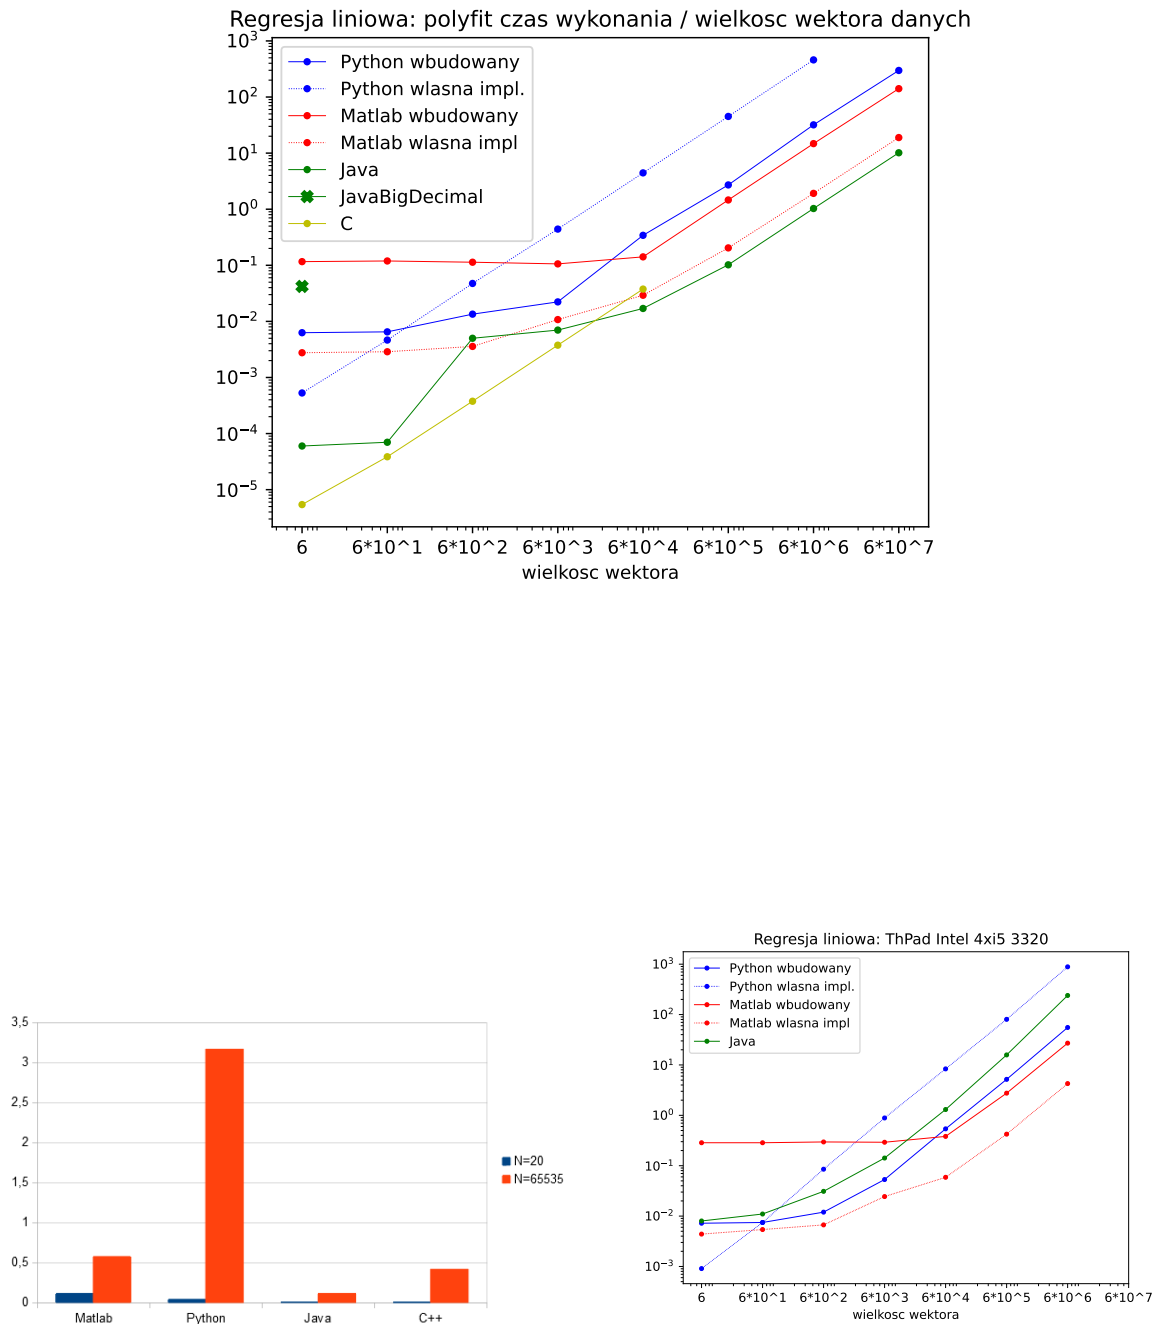 Regresja liniowa: polyfit czas wykonania / wielkosc wektora danych
10^3
10^2
10^1
10^0
10^-1
10^-2
10^-3
10^-4
10^-5
Python wbudowany
Python wlasna impl.
Matlab wbudowany
Matlab wlasna impl
Java
JavaBigDecimal
C
6 6*10^1 6*10^2 6*10^3 6*10^4 6*10^5 6*10^6 6*10^7
wielkosc wektora
3,5
3
2,5
2
1,5
1
0,5
0
Matlab Python Java C++
N=20
N=65535
Regresja liniowa: ThPad Intel 4xi5 3320
10^3
10^2
10^1
10^0
10^-1
10^-2
10^-3
Python wbudowany
Python wlasna impl.
Matlab wbudowany
Matlab wlasna impl
Java
6 6*10^1 6*10^2 6*10^3 6*10^4 6*10^5 6*10^6 6*10^7
wielkosc wektora